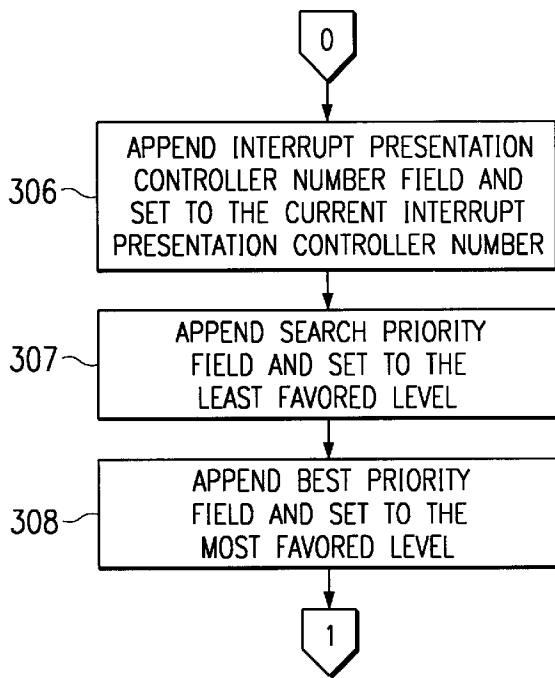 0
306
APPEND INTERRUPT PRESENTATION
CONTROLLER NUMBER FIELD AND
SET TO THE CURRENT INTERRUPT
PRESENTATION CONTROLLER NUMBER
307
APPEND SEARCH PRIORITY
FIELD AND SET TO THE
LEAST FAVORED LEVEL
308
APPEND BEST PRIORITY
FIELD AND SET TO THE
MOST FAVORED LEVEL
1